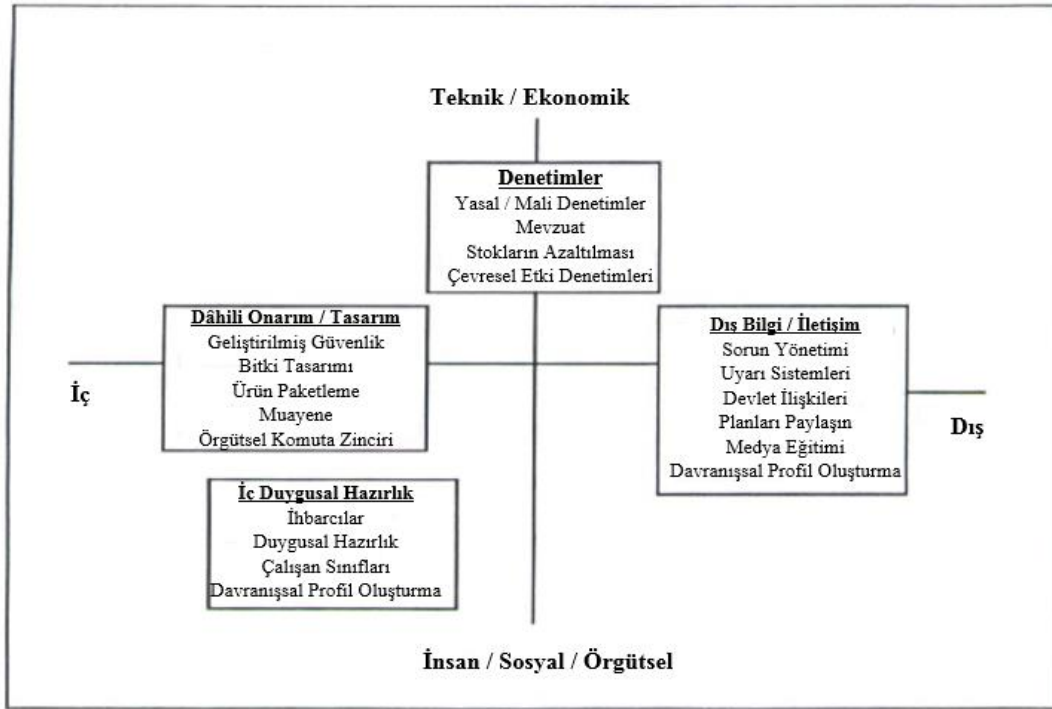 Teknik / Ekonomik
Denetimler
Yasal / Mali Denetimler
Mevzuat
Stokların Azaltılması
Çevresel Etki Denetimleri
Dâhili Onarım / Tasarım
Geliştirilmiş Güvenlik
Bitki Tasarımı
Ürün Paketleme
Muayene
Örgütsel Komuta Zinciri
İç
Dış Bilgi / İletişim
Sorun Yönetimi
Uyarı Sistemleri
Devlet İlişkileri
Planları Paylaşın
Medya Eğitimi
Davranışsal Profil Oluşturma
Dış
İç Duygusal Hazırlık
İhbarcılar
Duygusal Hazırlık
Çalışan Sınıfları
Davranışsal Profil Oluşturma
İnsan / Sosyal / Örgütsel